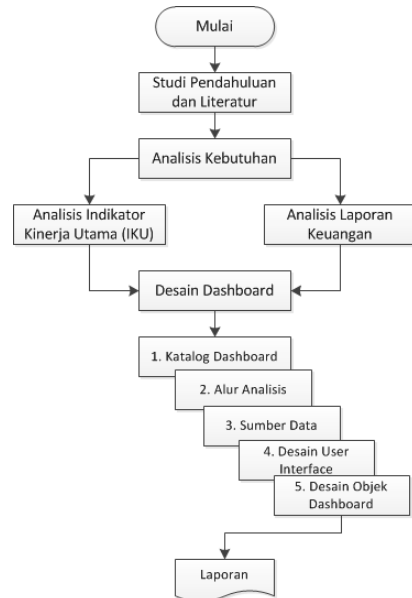 Mulai
Studi Pendahuluan
dan Literatur
Analisis Kebutuhan
Analisis Indikator
Kinerja Utama (IKU)
Analisis Laporan
Keuangan
Desain Dashboard
1. Katalog Dashboard
2. Alur Analisis
3. Sumber Data
4. Desain User
Interface
5. Desain Objek
Dashboard
Laporan